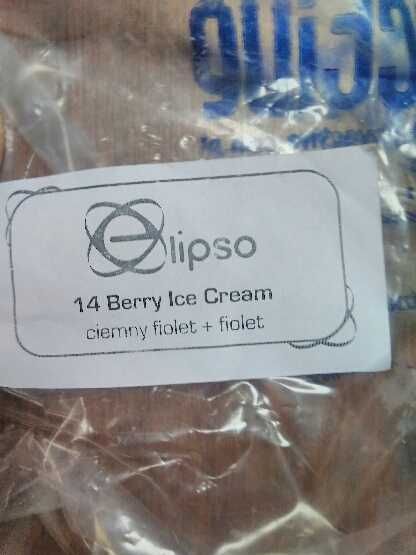 elipso
14 Berry Ice Cream
ciemny fiolet + fiolet